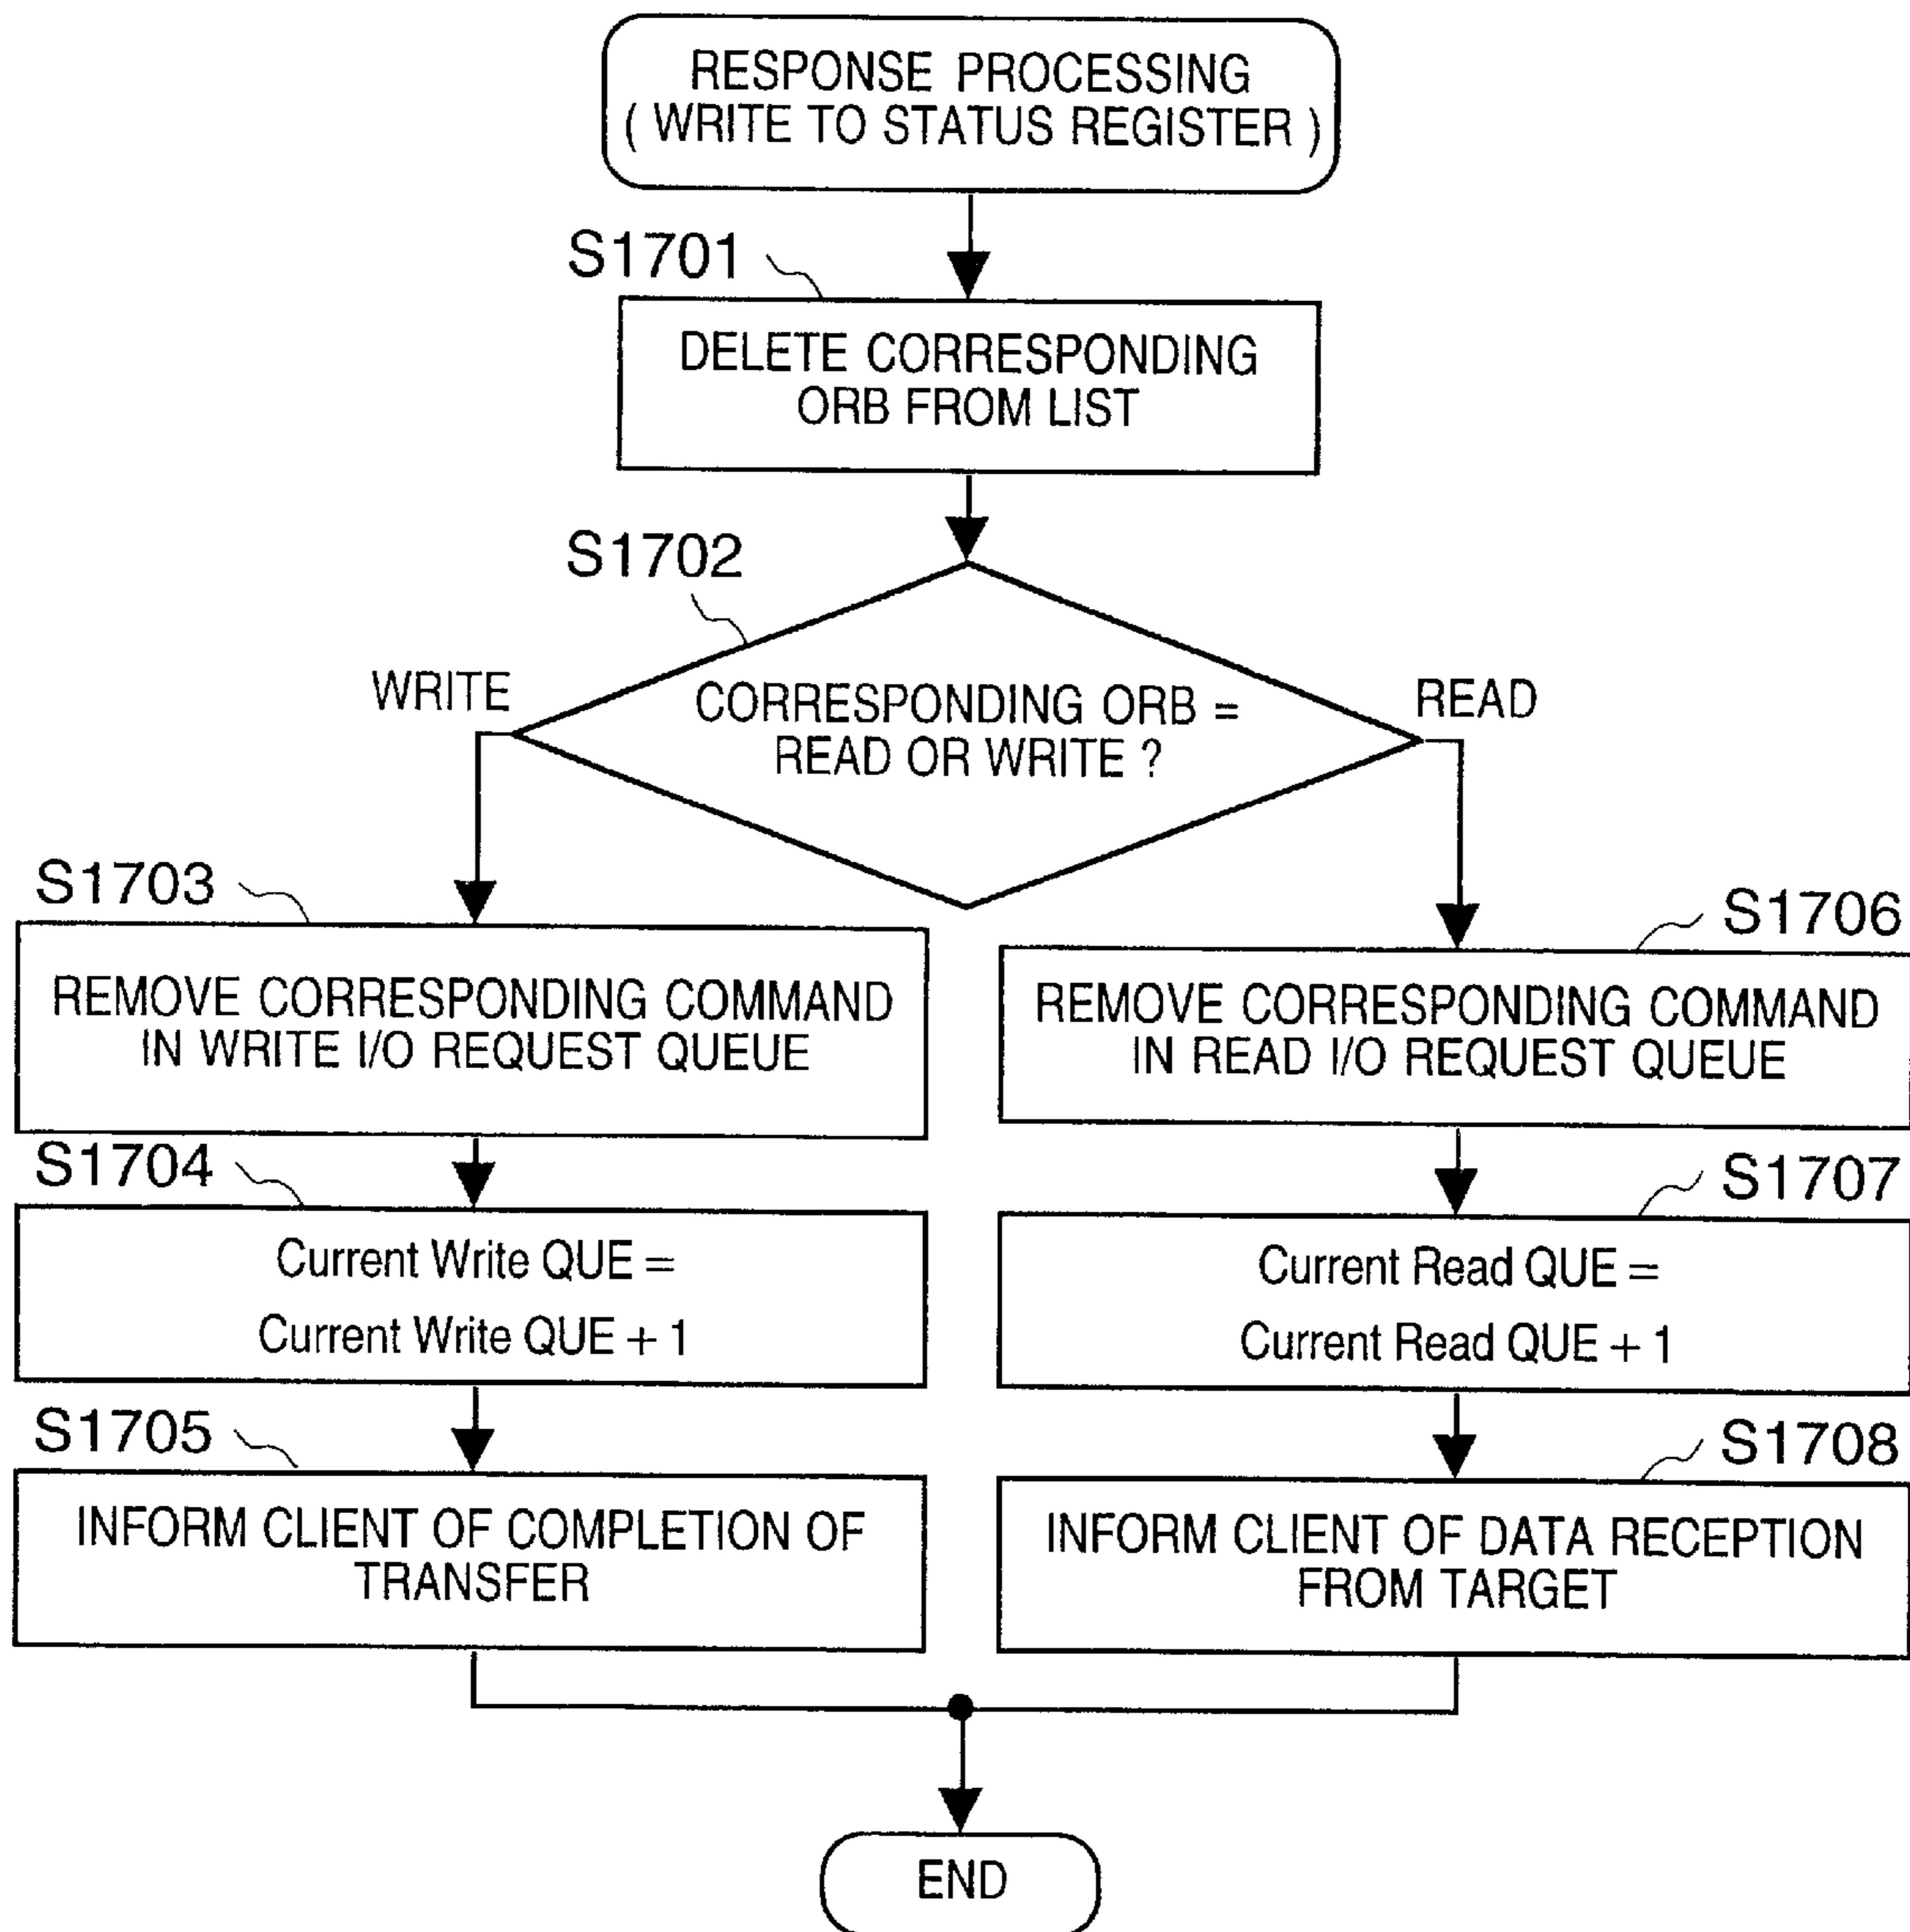 RESPONSE PROCESSING
( WRITE TO STATUS REGISTER )
S1701
DELETE CORRESPONDING
ORB FROM LIST
S1702
WRITE
CORRESPONDING ORB =
READ OR WRITE ?
READ
S1703
REMOVE CORRESPONDING COMMAND
IN WRITE I/O REQUEST QUEUE
S1706
REMOVE CORRESPONDING COMMAND
IN READ I/O REQUEST QUEUE
S1704
Current Write QUE =
Current Write QUE + 1
S1707
Current Read QUE =
Current Read QUE + 1
S1705
INFORM CLIENT OF COMPLETION OF
TRANSFER
S1708
INFORM CLIENT OF DATA RECEPTION
FROM TARGET
END